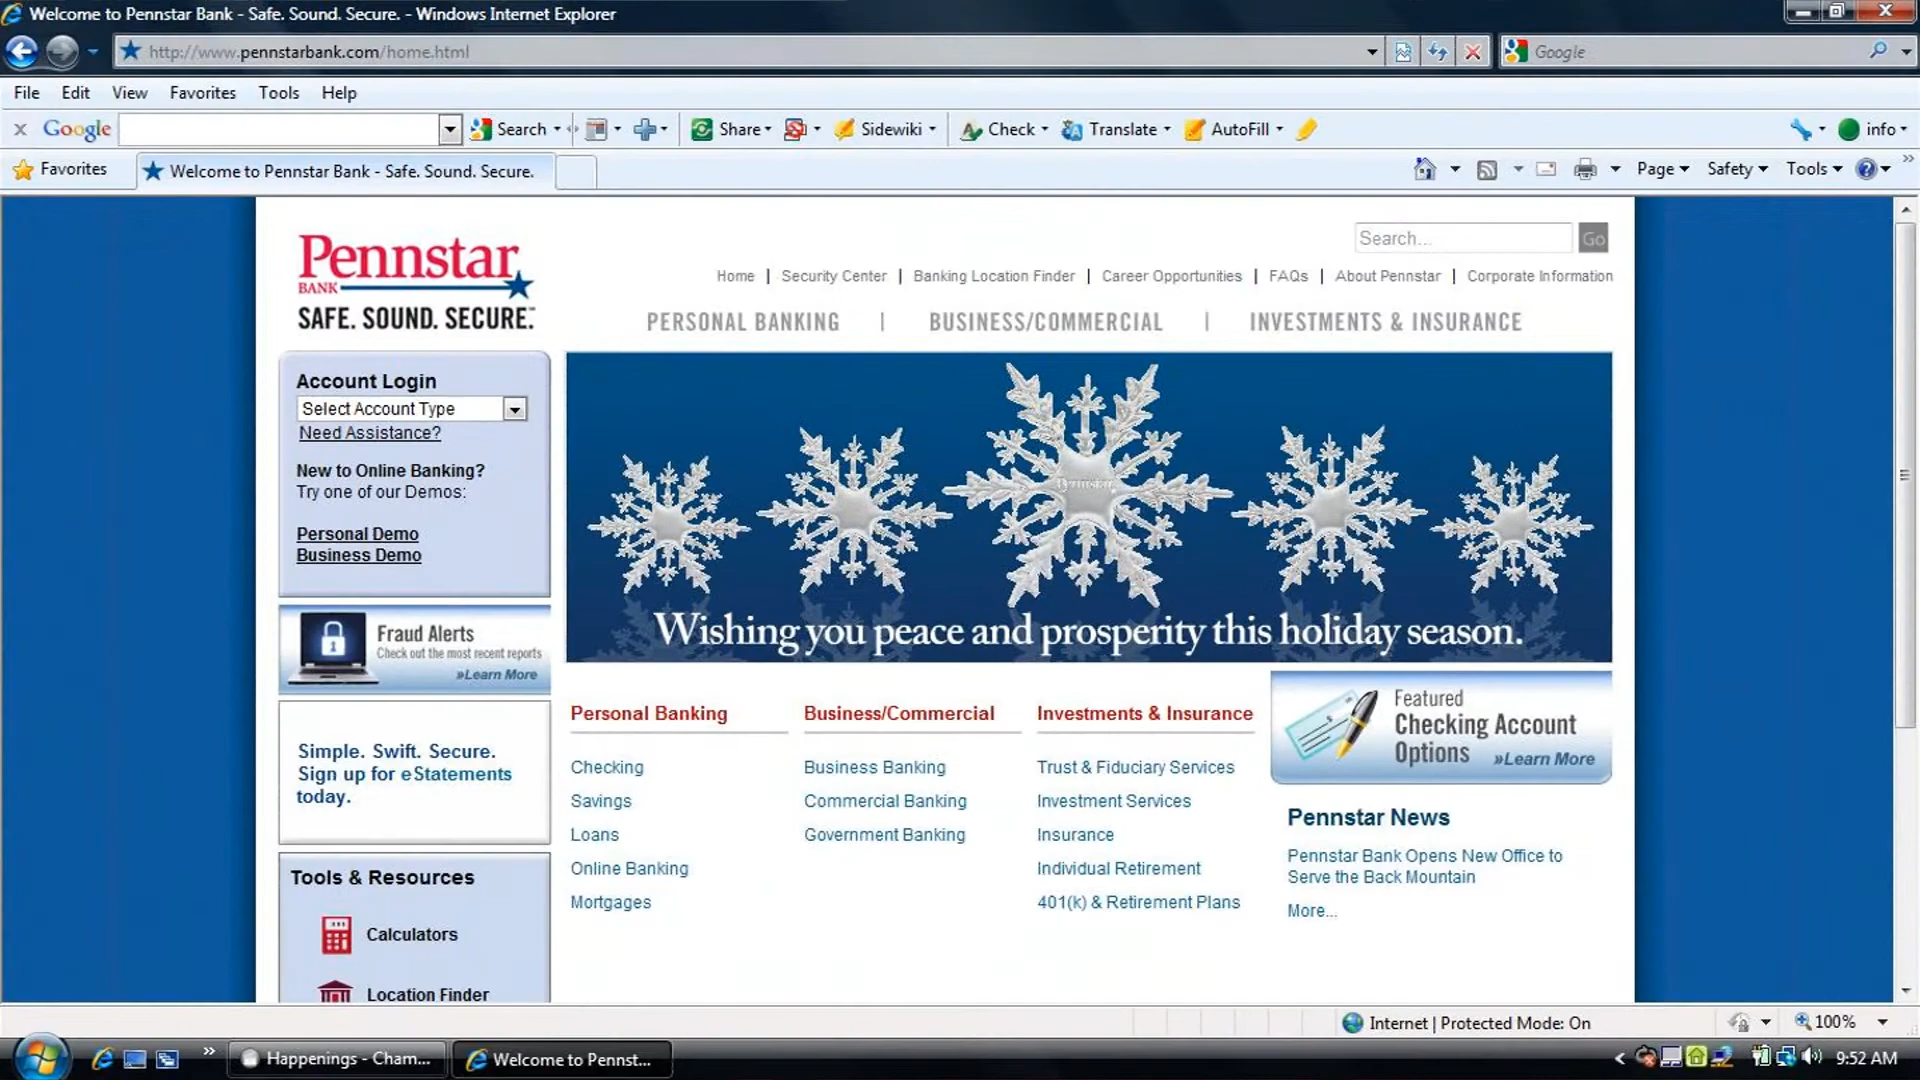 Welcome to Pennstar Bank - Safe. Sound. Secure. - Windows Internet Explorer
http://www.pennstarbank.com/home.html
Google
File Edit View Favorites Tools Help
Google Search Share Sidewiki Check Translate AutoFill info
Favorites Welcome to Pennstar Bank - Safe. Sound. Secure. Page Safety Tools
Search... Go
Pennstar
BANK
SAFE. SOUND. SECURE.
Home | Security Center | Banking Location Finder | Career Opportunities | FAQs | About Pennstar | Corporate Information
PERSONAL BANKING | BUSINESS/COMMERCIAL | INVESTMENTS & INSURANCE
Account Login
Select Account Type
Need Assistance?
New to Online Banking?
Try one of our Demos:
Personal Demo
Business Demo
Fraud Alerts
Check out the most recent reports
»Learn More
Simple. Swift. Secure.
Sign up for eStatements
today.
Tools & Resources
Calculators
Location Finder
Pennstar
Wishing you peace and prosperity this holiday season.
Personal Banking
Checking
Savings
Loans
Online Banking
Mortgages
Business/Commercial
Business Banking
Commercial Banking
Government Banking
Investments & Insurance
Trust & Fiduciary Services
Investment Services
Insurance
Individual Retirement
401(k) & Retirement Plans
Featured
Checking Account
Options »Learn More
Pennstar News
Pennstar Bank Opens New Office to
Serve the Back Mountain
More...
Internet | Protected Mode: On 100%
Happenings - Cham... Welcome to Pennst... 9:52 AM